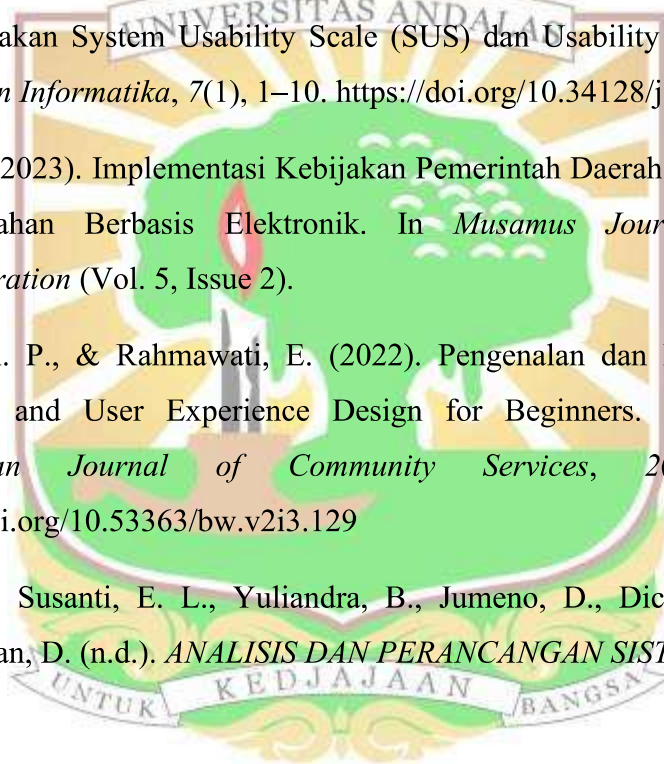 UNIVERSITAS ANDALAS
akan System Usability Scale (SUS) dan Usability
n Informatika, 7(1), 1–10. https://doi.org/10.34128/j
2023). Implementasi Kebijakan Pemerintah Daerah
ahan Berbasis Elektronik. In Musamus Jour
ration (Vol. 5, Issue 2).
. P., & Rahmawati, E. (2022). Pengenalan dan
and User Experience Design for Beginners.
an Journal of Community Services, 2
i.org/10.53363/bw.v2i3.129
Susanti, E. L., Yuliandra, B., Jumeno, D., Dic
an, D. (n.d.). ANALISIS DAN PERANCANGAN SIST
UNTUK KEDJAJAAN BANGSA